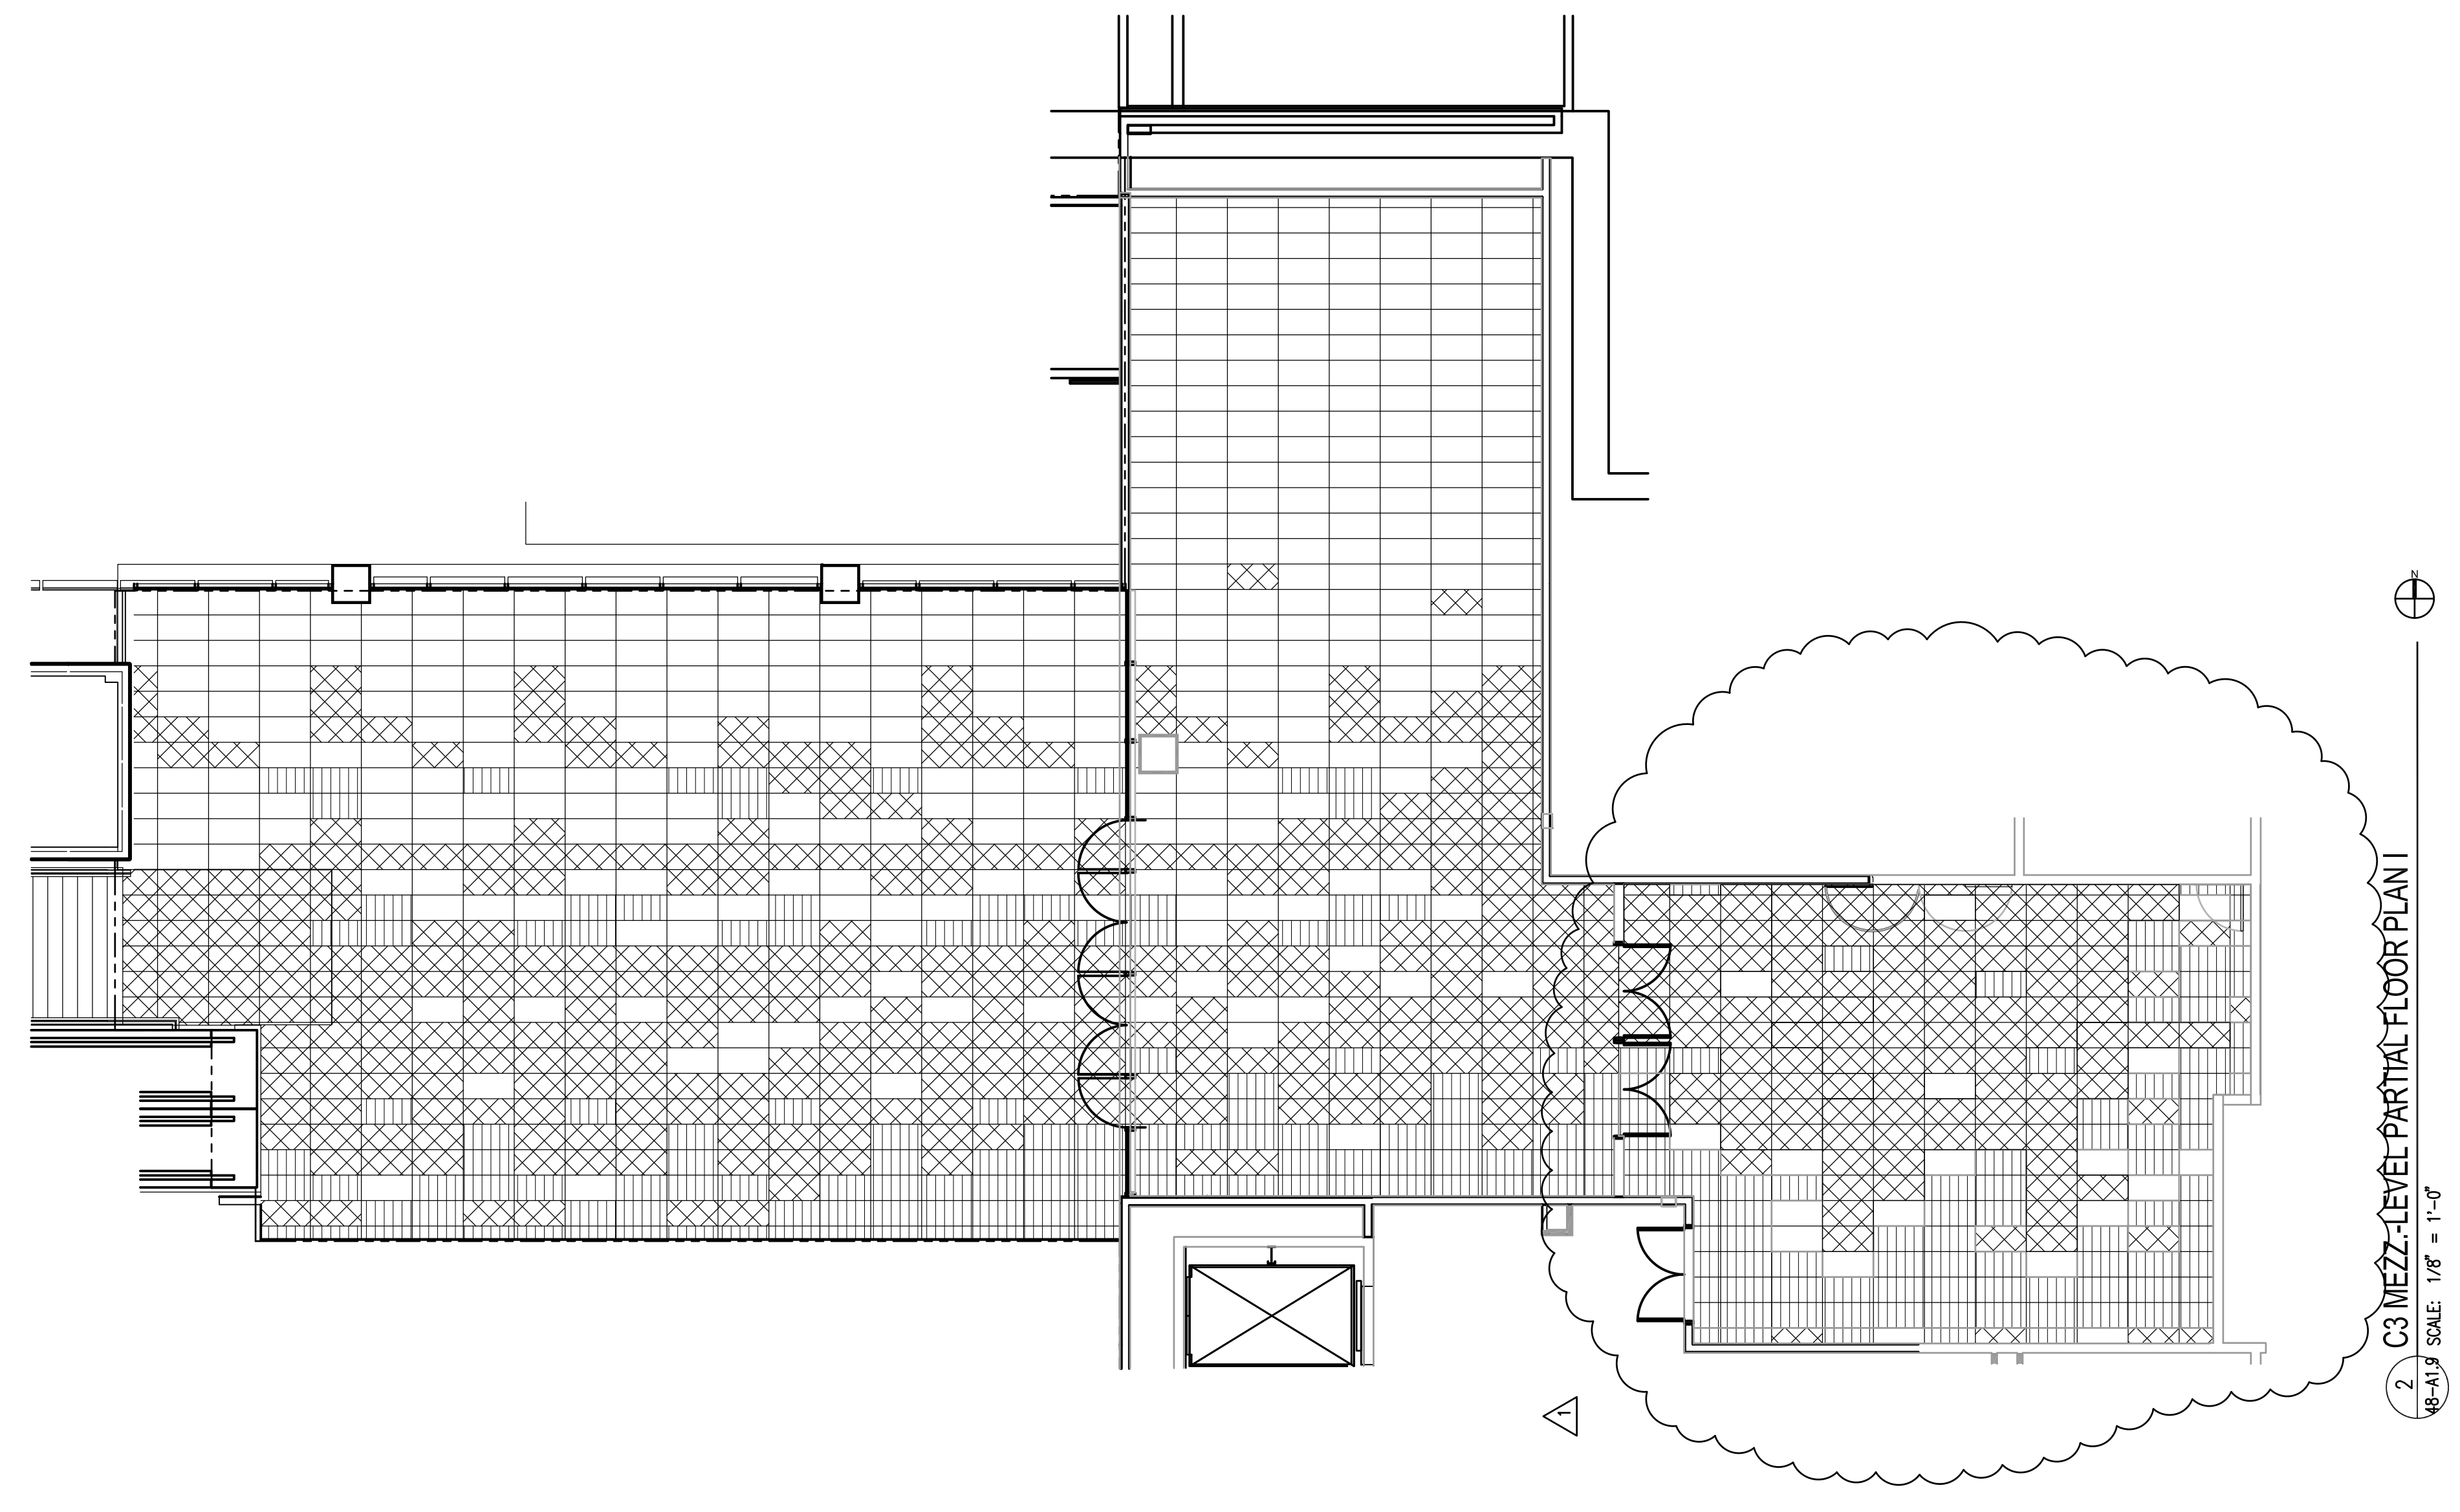 N
C3 MEZZ.-LEVEL PARTIAL FLOOR PLAN I
2
48-A1.9 SCALE: 1/8" = 1'-0"
1